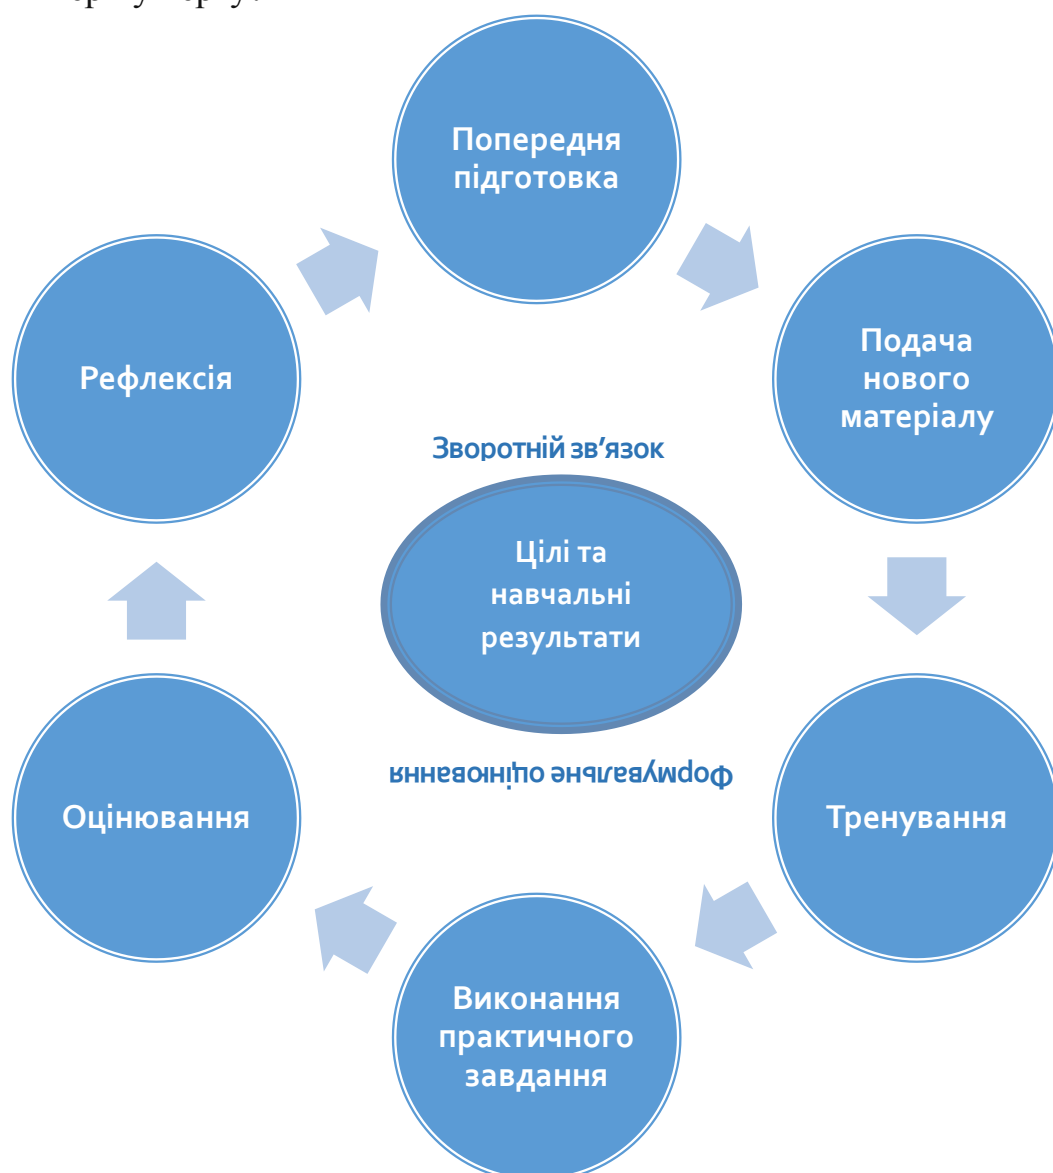 Попередня
підготовка
Подача
нового
матеріалу
Рефлексія
Зворотній зв’язок
Цілі та
навчальні
результати
Формувальне оцінювання
Оцінювання
Тренування
Виконання
практичного
завдання